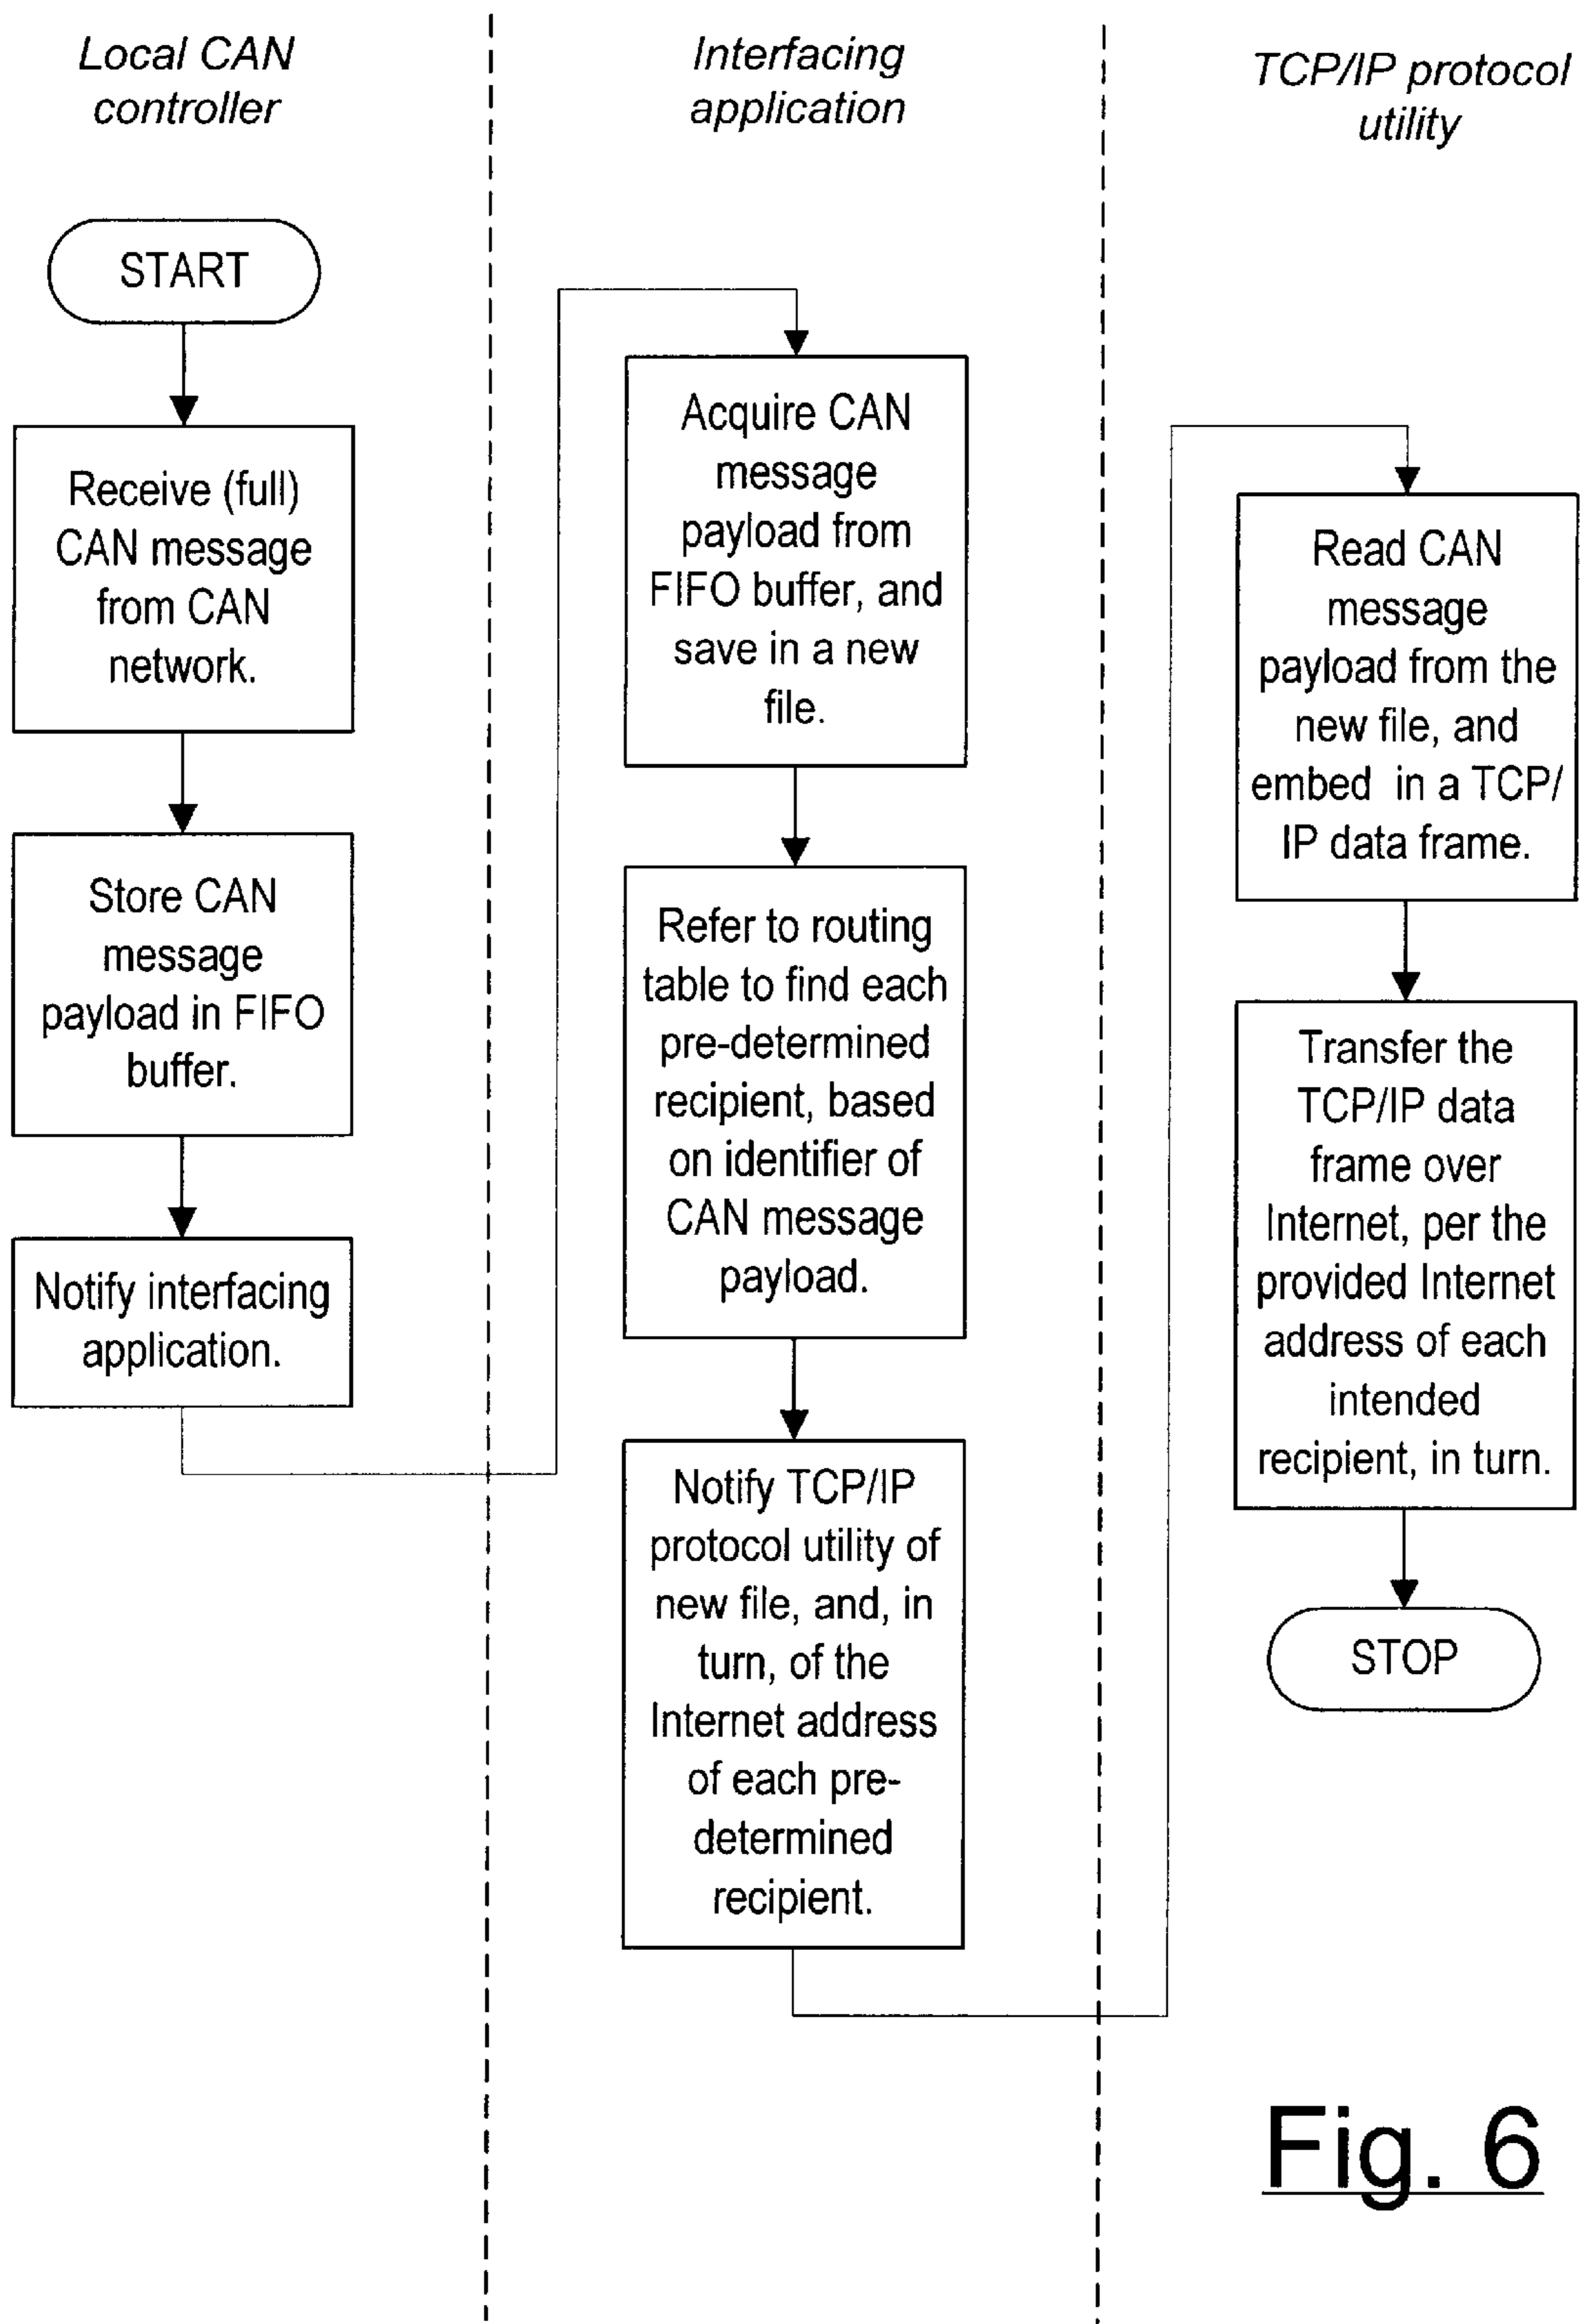 Local CAN
controller
Interfacing
application
TCP/IP protocol
utility
START
Receive (full)
CAN message
from CAN
network.
Store CAN
message
payload in FIFO
buffer.
Notify interfacing
application.
Acquire CAN
message
payload from
FIFO buffer, and
save in a new
file.
Refer to routing
table to find each
pre-determined
recipient, based
on identifier of
CAN message
payload.
Notify TCP/IP
protocol utility of
new file, and, in
turn, of the
Internet address
of each pre-
determined
recipient.
Read CAN
message
payload from the
new file, and
embed in a TCP/
IP data frame.
Transfer the
TCP/IP data
frame over
Internet, per the
provided Internet
address of each
intended
recipient, in turn.
STOP
Fig. 6